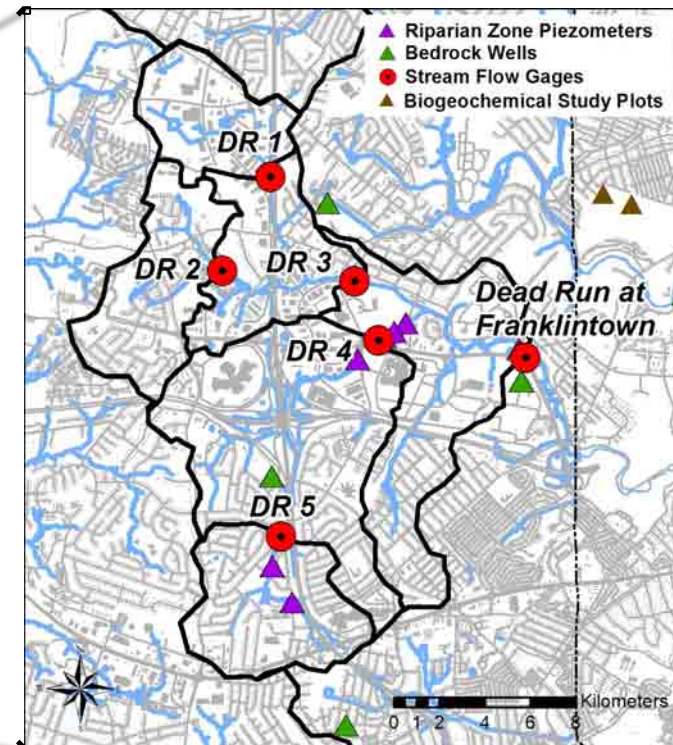 Riparian Zone Piezometers
Bedrock Wells
Stream Flow Gages
Biogeochemical Study Plots
DR 1
DR 2
DR 3
Dead Run at
Franklintown
DR 4
DR 5
Kilometers
0 1 2 4 6 8